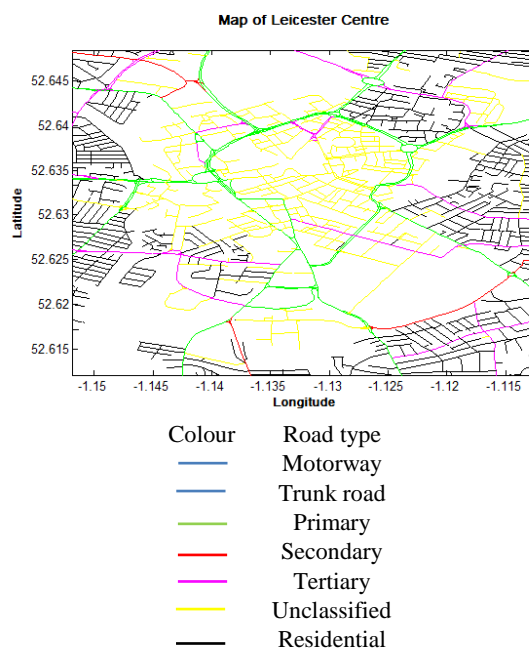 Map of Leicester Centre
52.645
52.64
52.635
52.63
52.625
52.62
52.615
Latitude
-1.15 -1.145 -1.14 -1.135 -1.13 -1.125 -1.12 -1.115
Longitude
Colour Road type
Motorway
Trunk road
Primary
Secondary
Tertiary
Unclassified
Residential